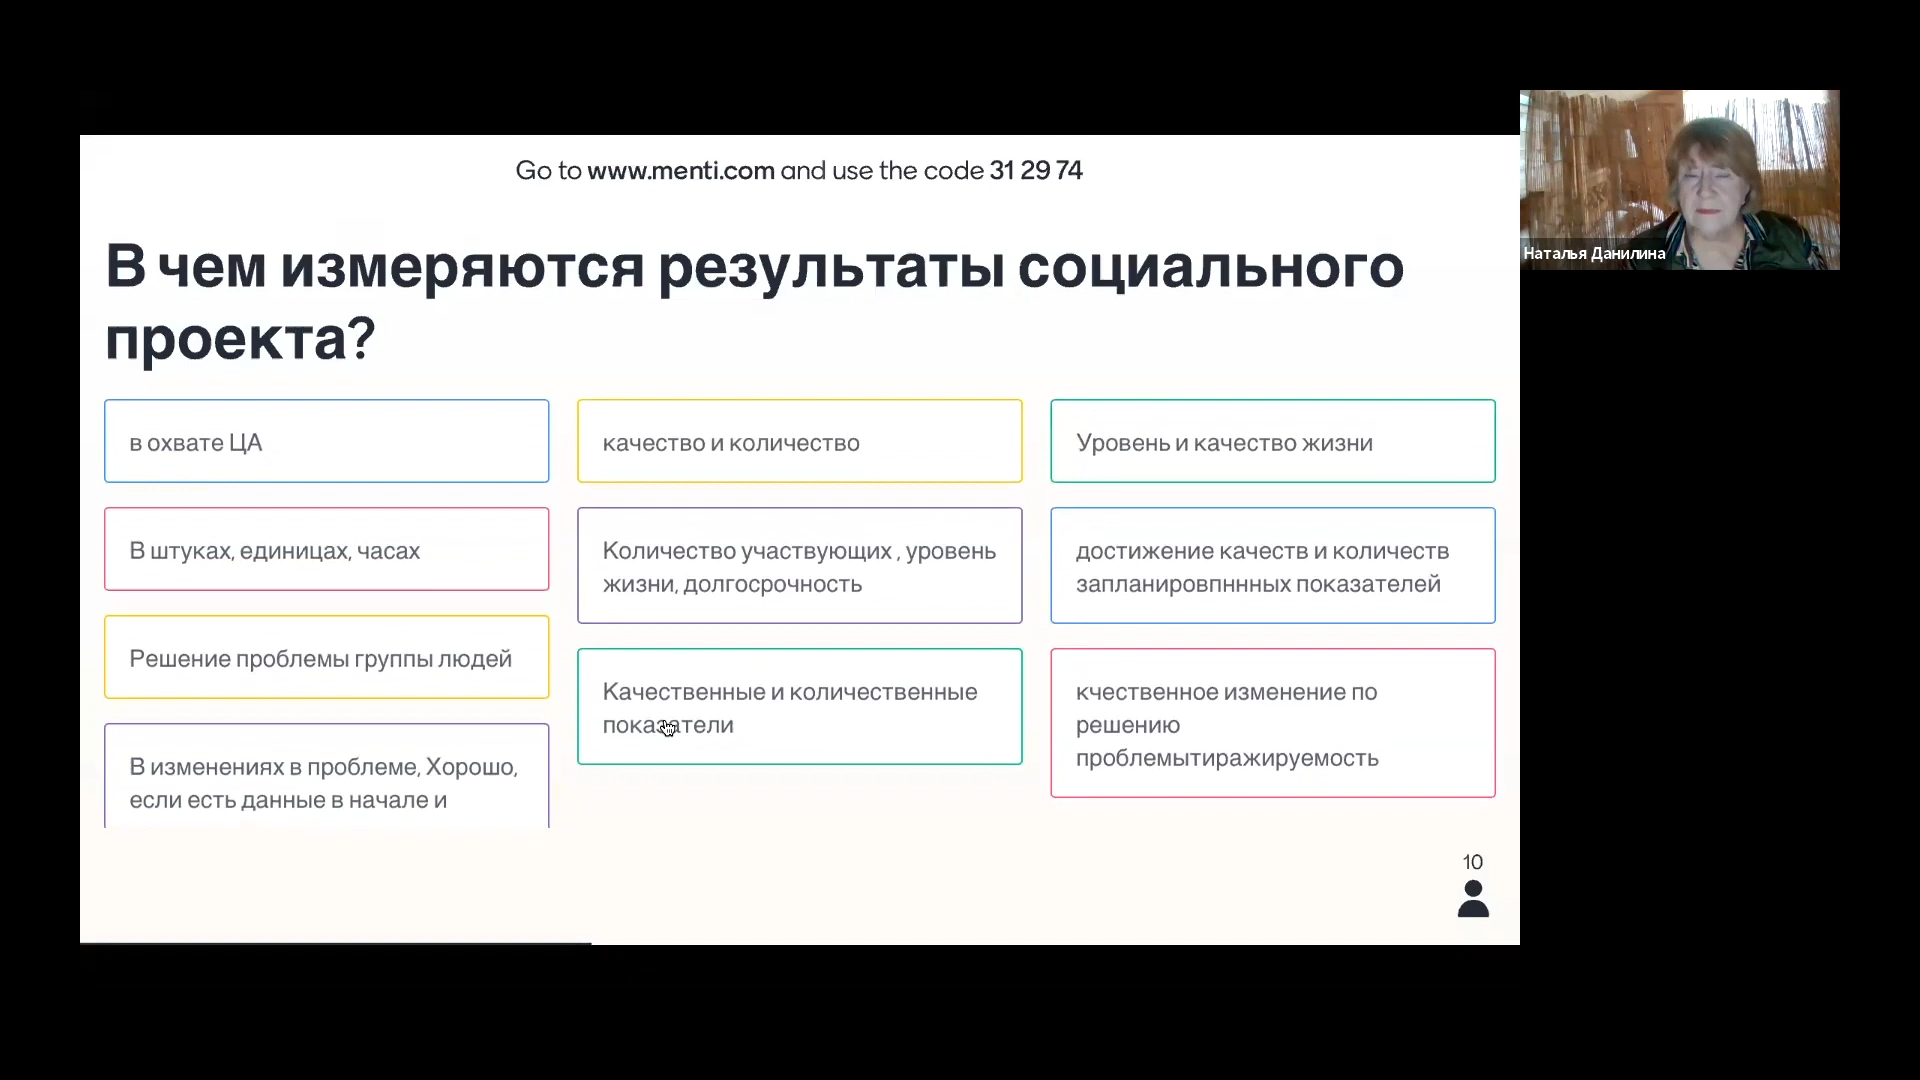 Go to www.menti.com and use the code 31 29 74
Наталья Данилина
В чем измеряются результаты социального
проекта?
в охвате ЦА
В штуках, единицах, часах
Решение проблемы группы людей
В изменениях в проблеме, Хорошо,
если есть данные в начале и
качество и количество
Количество участвующих , уровень
жизни, долгосрочность
Качественные и количественные
показатели
Уровень и качество жизни
достижение качеств и количеств
запланировпннных показателей
кчественное изменение по
решению
проблемытиражируемость
10